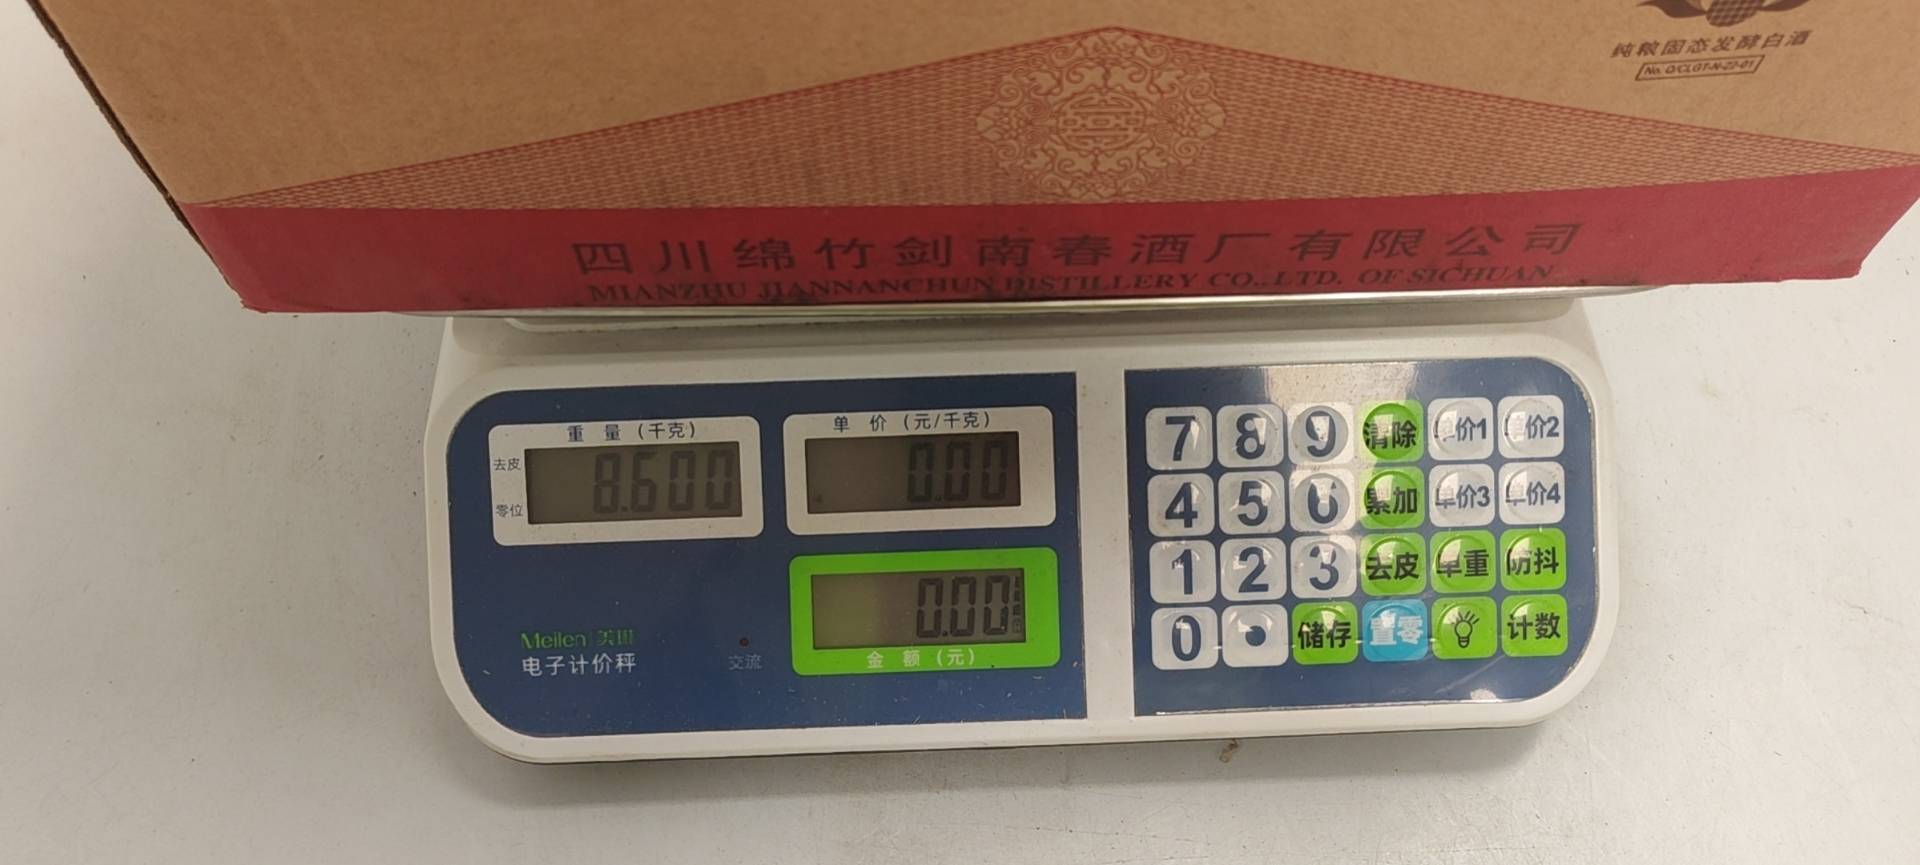 纯粮固态发酵白酒
No. Q/CLGT-N-22-01
四川绵竹剑南春酒厂有限公司
MIANZHU JIANNANCHUN DISTILLERY CO.,LTD. OF SICHUAN
重 量 (千克)
单 价 (元/千克)
去皮
零位
8.600
0.00
0.00
金 额 (元)
Meilen 美琳
电子计价秤
交流
7 8 9 清除 单价1 单价2
4 5 6 累加 单价3 单价4
1 2 3 去皮 单重 防抖
0 • 储存 置零 计数